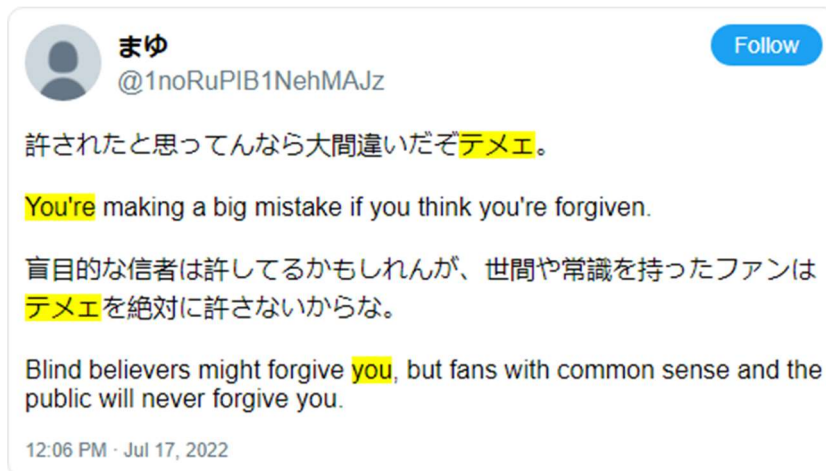 まゆ
Follow
@1noRuPIB1NehMAJz
許されたと思ってんなら大間違いだぞテメェ。
You're making a big mistake if you think you're forgiven.
盲目的な信者は許してるかもしれんが、世間や常識を持ったファンは
テメェを絶対に許さないからな。
Blind believers might forgive you, but fans with common sense and the
public will never forgive you.
12:06 PM · Jul 17, 2022